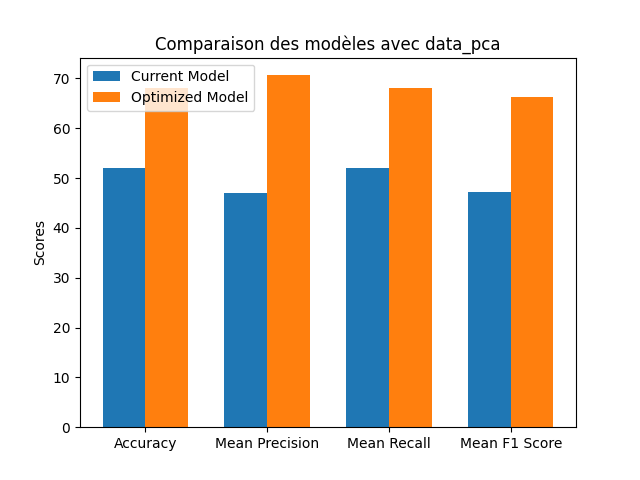 Comparaison des modèles avec data_pca
Current Model
Optimized Model
Scores
70
60
50
40
30
20
10
0
Accuracy
Mean Precision
Mean Recall
Mean F1 Score